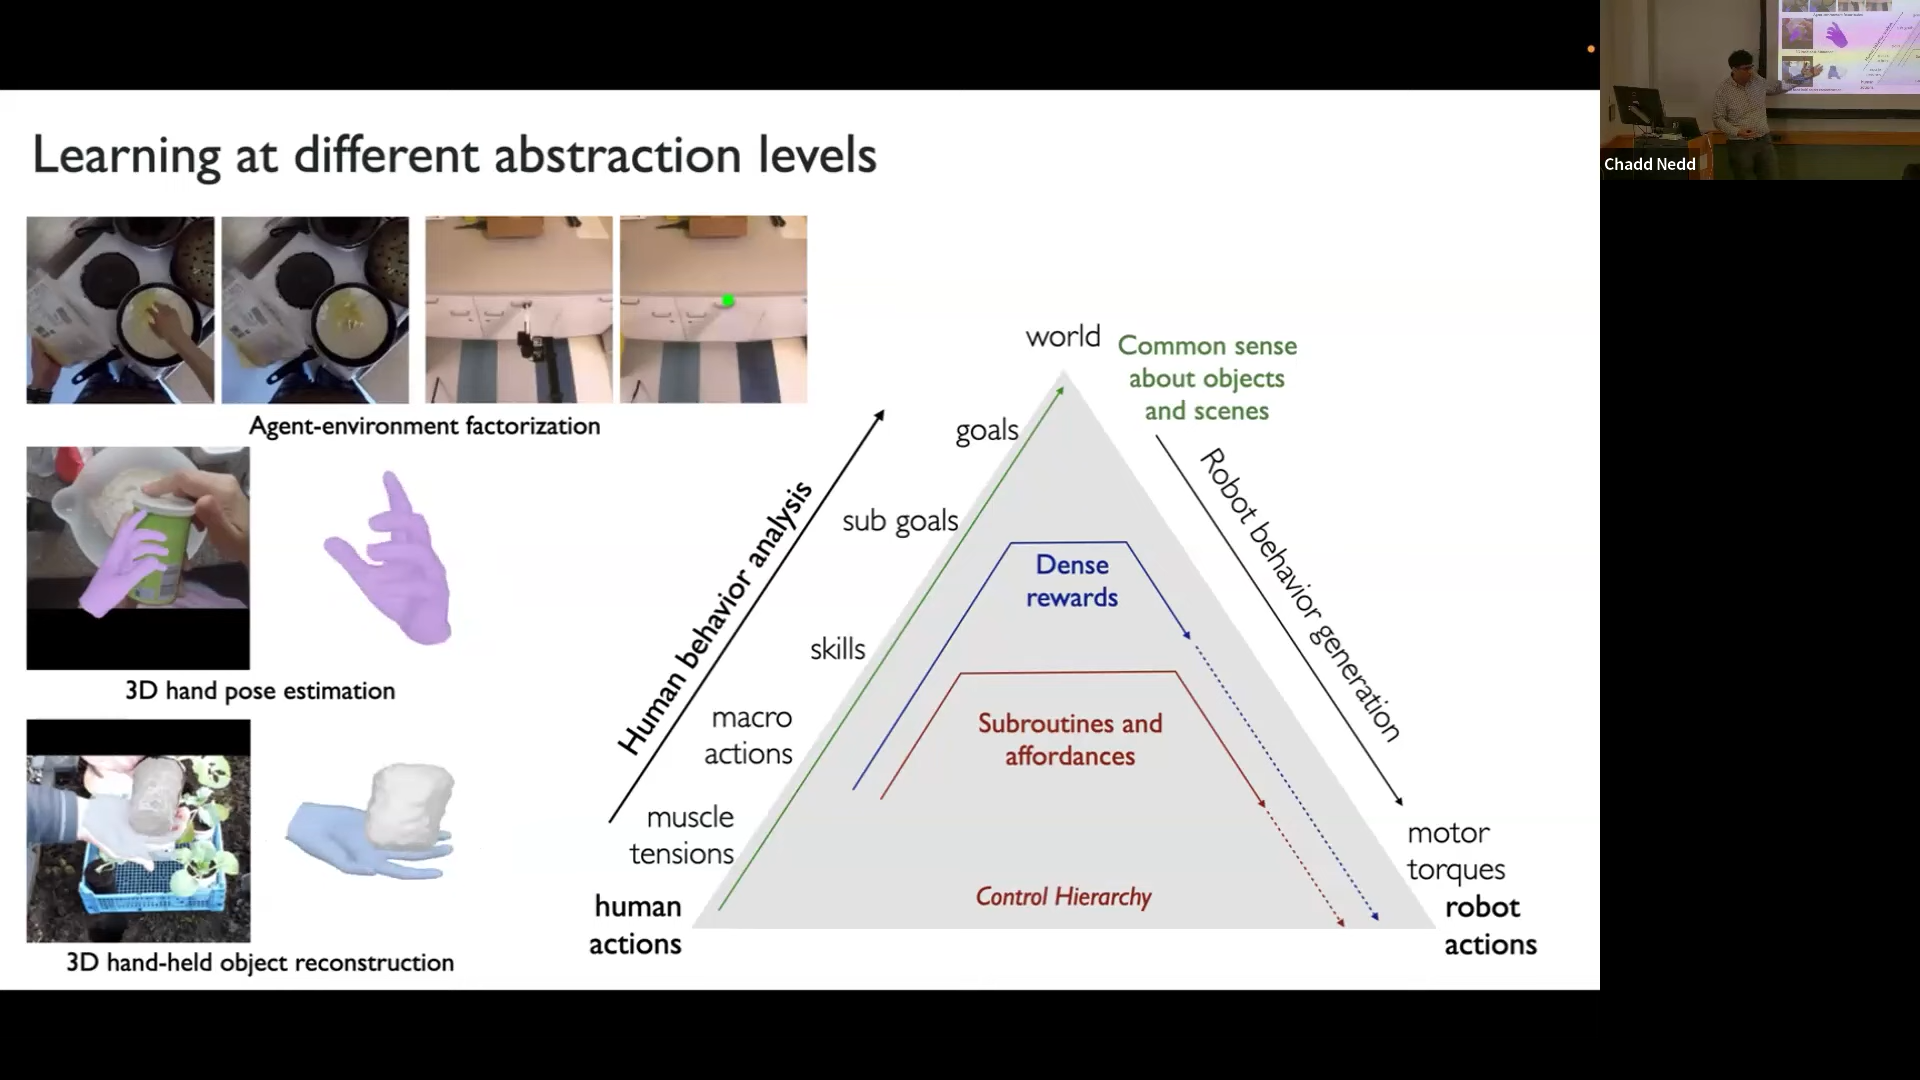 Learning at different abstraction levels
Agent-environment factorization
3D hand pose estimation
3D hand-held object reconstruction
Human behavior analysis
world
goals
sub goals
skills
macro
actions
muscle
tensions
human
actions
Common sense
about objects
and scenes
Dense
rewards
Subroutines and
affordances
Control Hierarchy
Robot behavior generation
motor
torques
robot
actions
Chadd Nedd